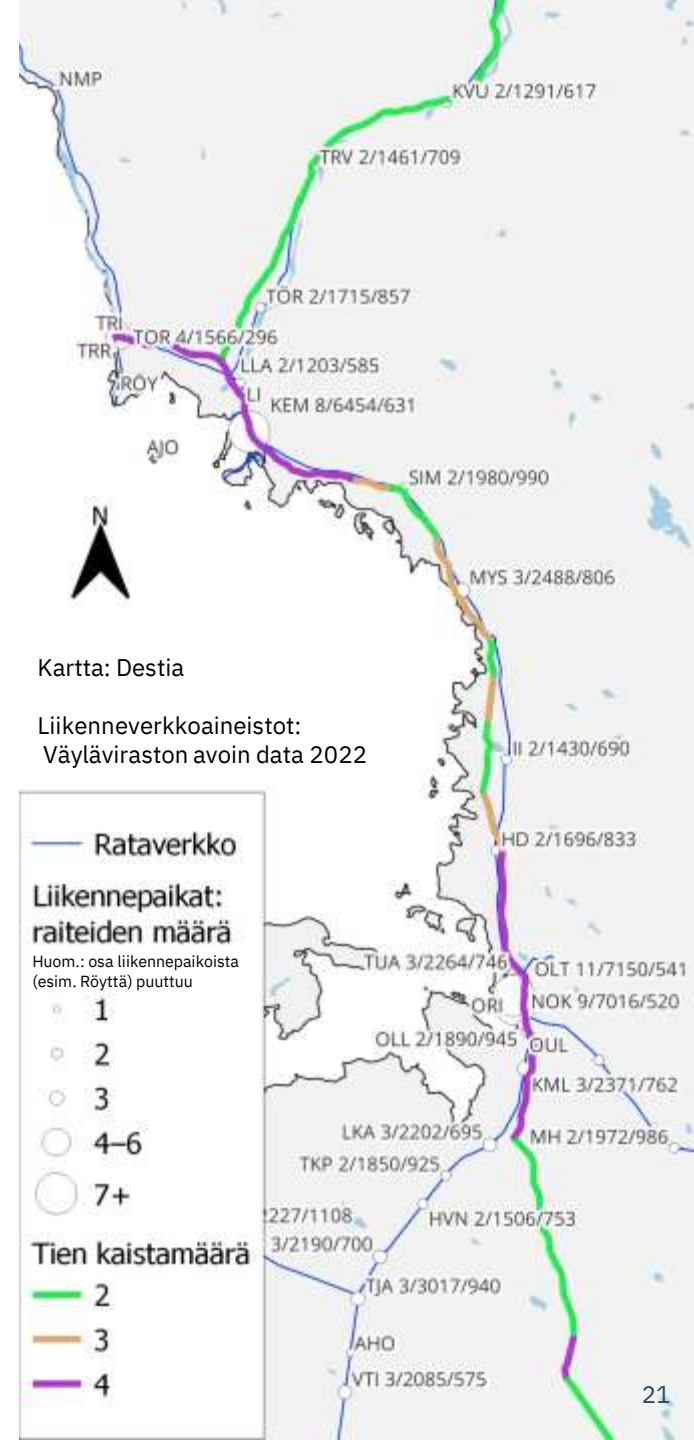 NMP
KVU 2/1291/617
TRV 2/1461/709
TÖR 2/1715/857
TRI
TOR 4/1566/296
TRR
LLA 2/1203/585
RÖY
LI
KEM 8/6454/631
AJO
SIM 2/1980/990
N
MYS 3/2488/806
Kartta: Destia
Liikenneverkkoaineistot:
Väyläviraston avoin data 2022
II 2/1430/690
HD 2/1696/833
Rataverkko
Liikennepaikat:
raiteiden määrä
Huom.: osa liikennepaikoista
(esim. Röyttä) puuttuu
1
2
3
4–6
7+
Tien kaistamäärä
2
3
4
TUA 3/2264/746
OLT 11/7150/541
ORI
NOK 9/7016/520
OLL 2/1890/945
OUL
KML 3/2371/762
LKA 3/2202/695
MH 2/1972/986
TKP 2/1850/925
2227/1108
HVN 2/1506/753
3/2190/700
TJA 3/3017/940
AHO
VTI 3/2085/575
21